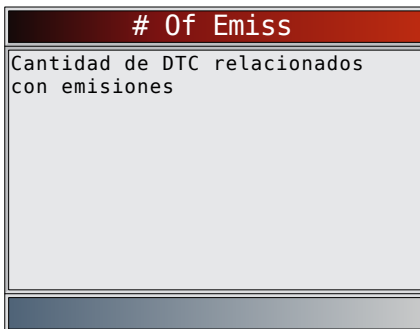 # Of Emiss
Cantidad de DTC relacionados
con emisiones